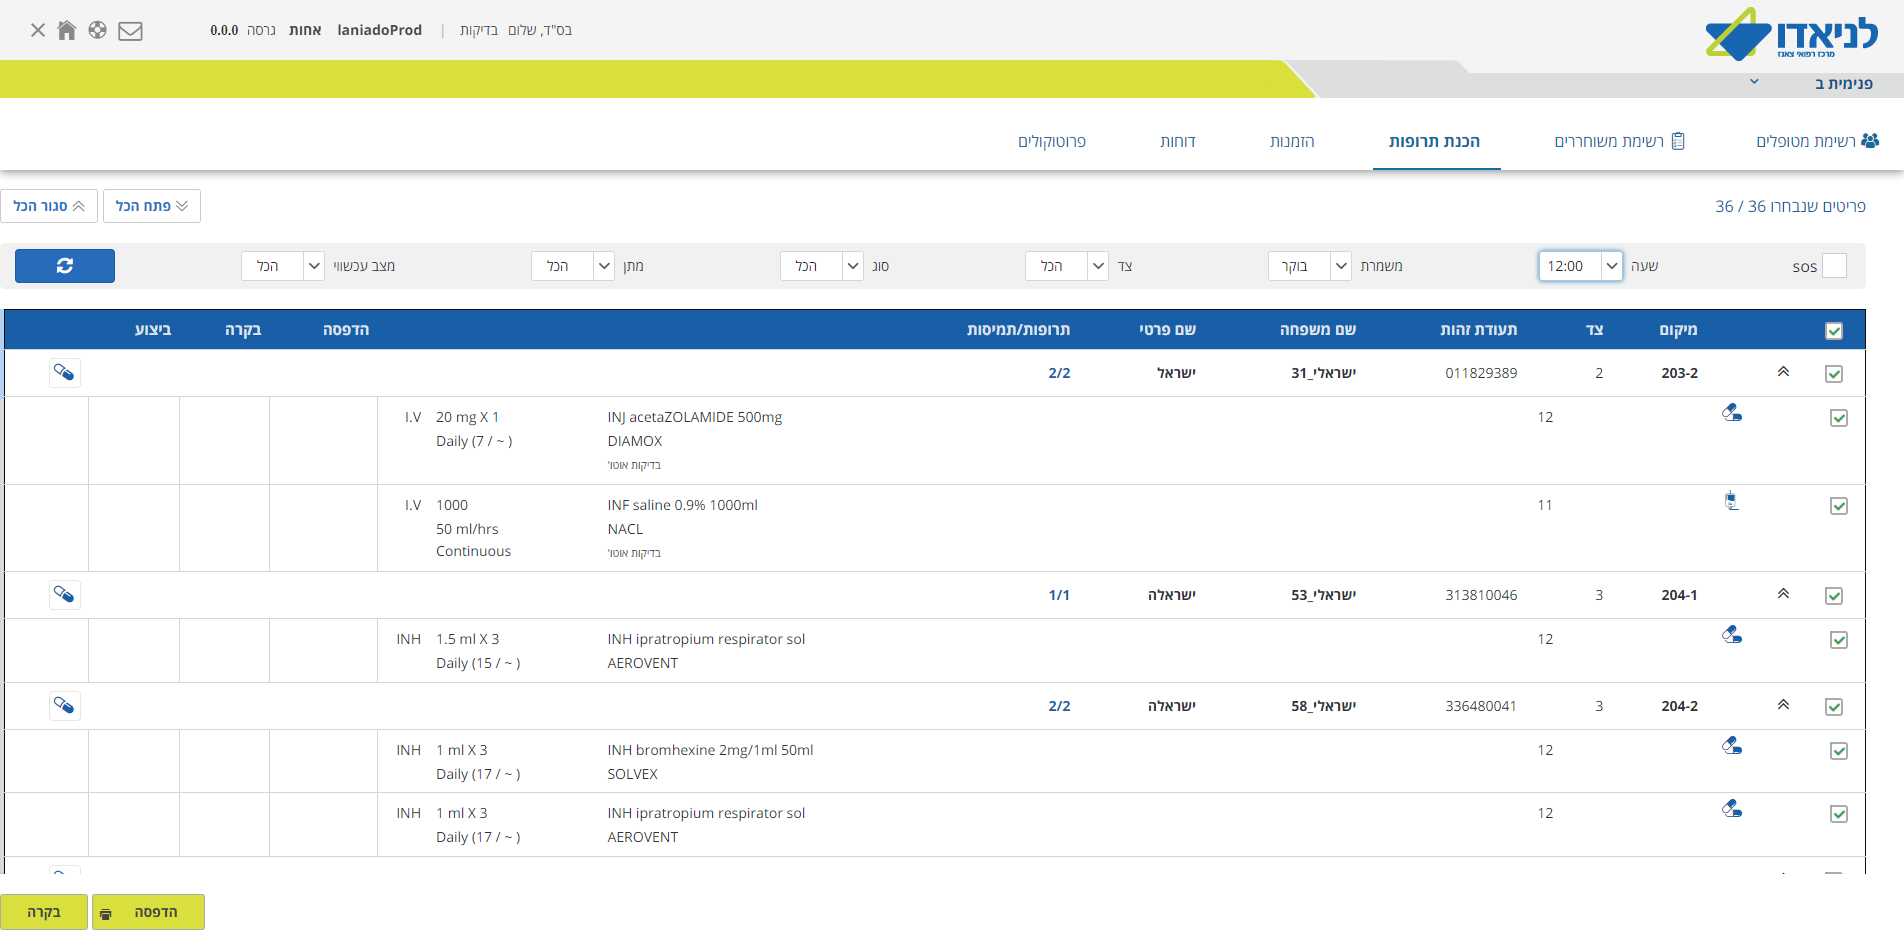 לניאדו
מרכז רפואי צאנז
בס"ד, שלום בדיקות | laniadoProd אחות גרסה 0.0.0
פנימית ב
רשימת מטופלים רשימת משוחררים הכנת תרופות הזמנות דוחות פרוטוקולים
פריטים שנבחרו 36 / 36 פתח הכל סגור הכל
sos שעה 12:00 משמרת בוקר צד הכל סוג הכל מתן הכל מצב עכשווי הכל
מיקום צד תעודת זהות שם משפחה שם פרטי תרופות/תמיסות הדפסה בקרה ביצוע
203-2 2 011829389 ישראלי_31 ישראל 2/2
12 INJ acetaZOLAMIDE 500mg 20 mg X 1 I.V
DIAMOX Daily (7 / ~ )
בדיקות אוטו'
11 INF saline 0.9% 1000ml 1000 I.V
NACL 50 ml/hrs
בדיקות אוטו' Continuous
204-1 3 313810046 ישראלי_53 ישראלה 1/1
12 INH ipratropium respirator sol 1.5 ml X 3 INH
AEROVENT Daily (15 / ~ )
204-2 3 336480041 ישראלי_58 ישראלה 2/2
12 INH bromhexine 2mg/1ml 50ml 1 ml X 3 INH
SOLVEX Daily (17 / ~ )
12 INH ipratropium respirator sol 1 ml X 3 INH
AEROVENT Daily (17 / ~ )
הדפסה בקרה